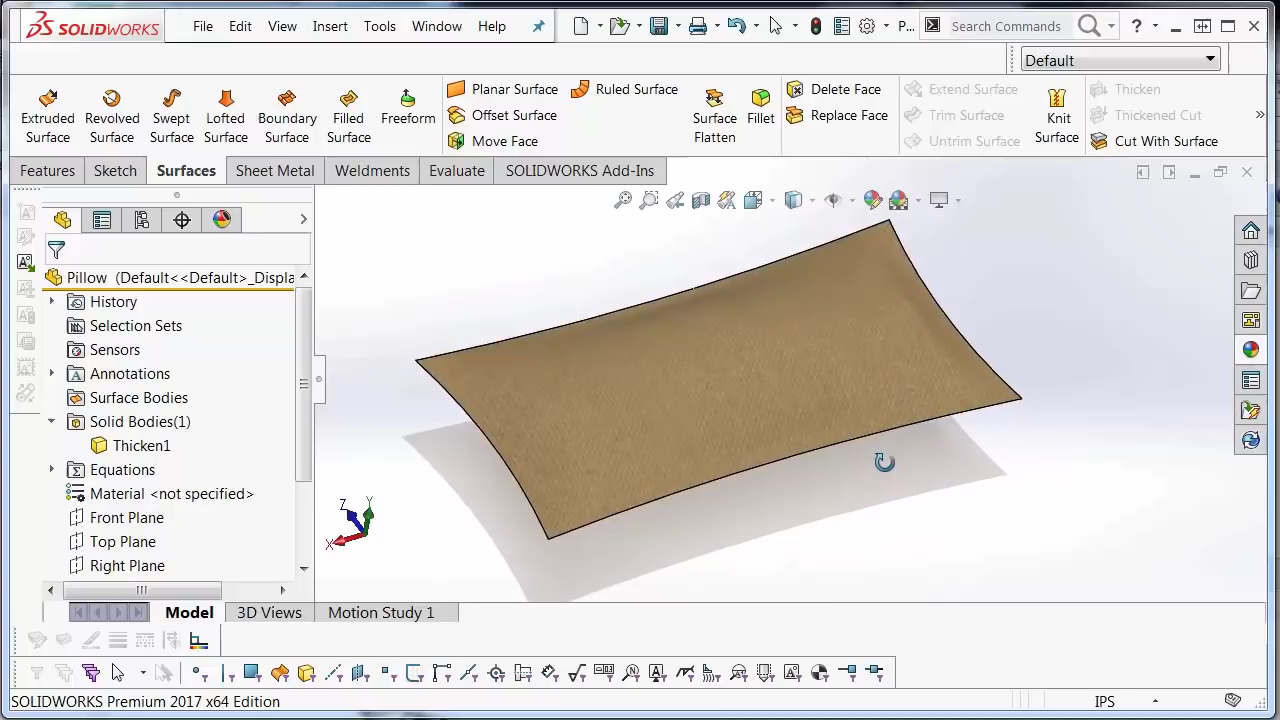 SOLIDWORKS File Edit View Insert Tools Window Help P... Search Commands ?
Default
Extruded Surface
Revolved Surface
Swept Surface
Lofted Surface
Boundary Surface
Filled Surface
Freeform
Planar Surface
Offset Surface
Move Face
Ruled Surface
Surface Flatten
Fillet
Delete Face
Replace Face
Extend Surface
Trim Surface
Untrim Surface
Knit Surface
Thicken
Thickened Cut
Cut With Surface
Features Sketch Surfaces Sheet Metal Weldments Evaluate SOLIDWORKS Add-Ins
Pillow (Default<<Default>_Displa
History
Selection Sets
Sensors
Annotations
Surface Bodies
Solid Bodies(1)
Thicken1
Equations
Material <not specified>
Front Plane
Top Plane
Right Plane
Z Y
X
Model 3D Views Motion Study 1
SOLIDWORKS Premium 2017 x64 Edition IPS